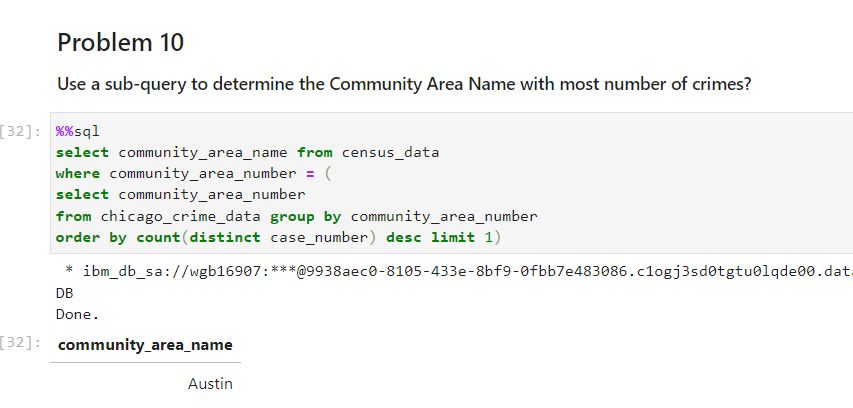 Problem 10
Use a sub-query to determine the Community Area Name with most number of crimes?
[32]: %%sql
select community_area_name from census_data
where community_area_number = (
select community_area_number
from chicago_crime_data group by community_area_number
order by count(distinct case_number) desc limit 1)
* ibm_db_sa://wgb16907:***@9938aec0-8105-433e-8bf9-0fbb7e483086.c1ogj3sd0tgtu0lqde00.data
DB
Done.
[32]: community_area_name
Austin